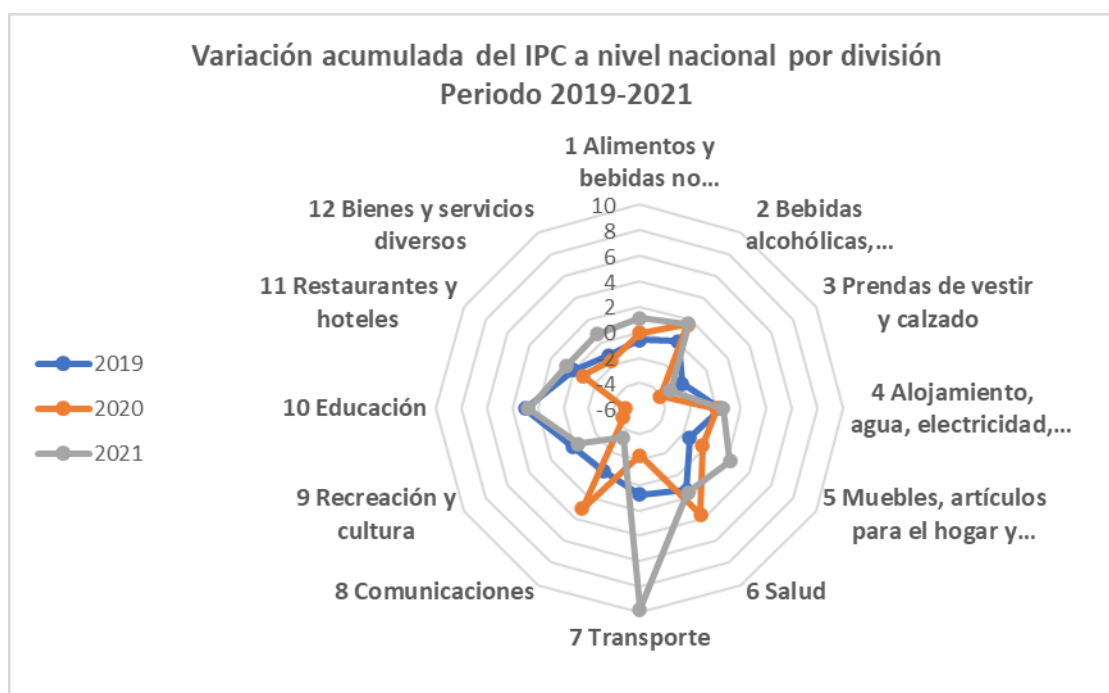 Variación acumulada del IPC a nivel nacional por división
Periodo 2019-2021
1 Alimentos y
bebidas no…
2 Bebidas
alcohólicas,…
3 Prendas de vestir
y calzado
4 Alojamiento,
agua, electricidad,…
5 Muebles, artículos
para el hogar y…
6 Salud
7 Transporte
8 Comunicaciones
9 Recreación y
cultura
10 Educación
11 Restaurantes y
hoteles
12 Bienes y servicios
diversos
10
8
6
4
2
0
-2
-4
-6
2019
2020
2021